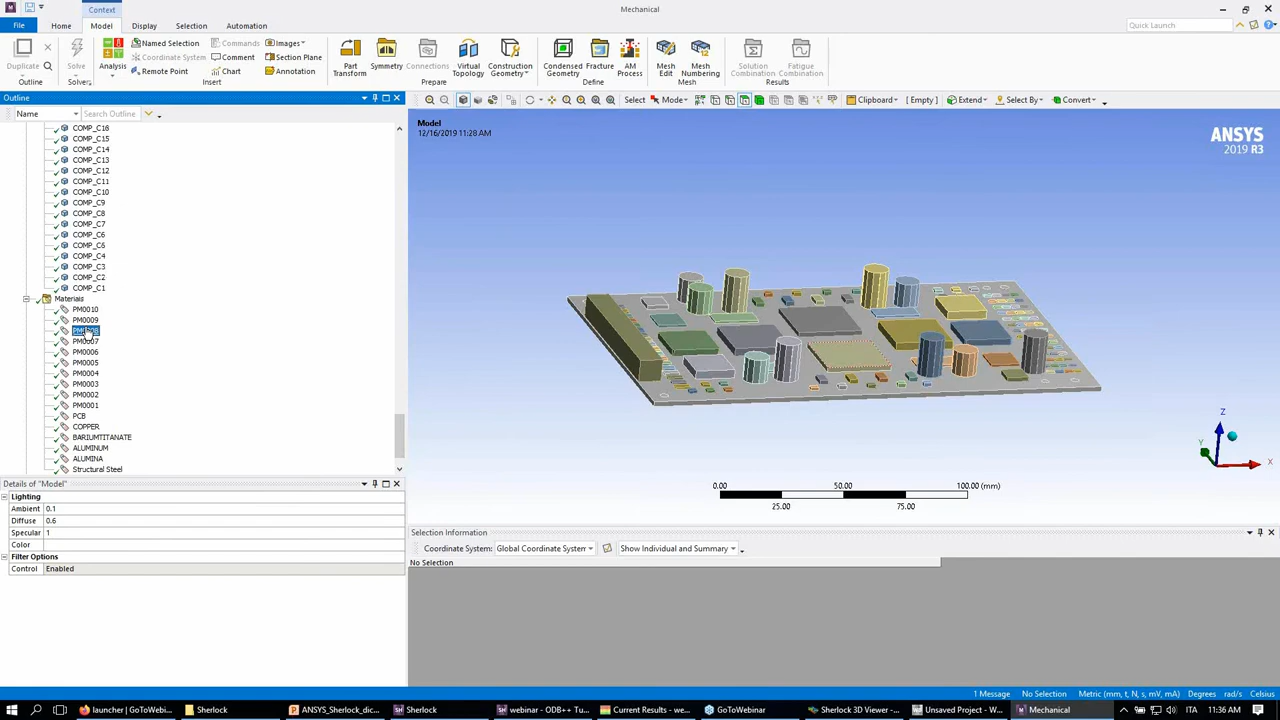 Context
Mechanical
File
Home
Model
Display
Selection
Automation
Quick Launch
Duplicate
Outline
Solve
Solver
Analysis
Named Selection
Coordinate System
Remote Point
Commands
Comment
Chart
Images
Section Plane
Annotations
Insert
Part
Transform
Symmetry
Connections
Virtual
Topology
Construction
Geometry
Prepare
Condensed
Geometry
Fracture
AM
Process
Define
Mesh
Edit
Mesh
Numbering
Mesh
Solution
Combination
Fatigue
Combination
Results
Outline
Name
Search Outline
Select
Mode
Clipboard
[ Empty ]
Extend
Select By
Convert
COMP_C16
COMP_C15
COMP_C14
COMP_C13
COMP_C12
COMP_C11
COMP_C10
COMP_C9
COMP_C8
COMP_C7
COMP_C6
COMP_C5
COMP_C4
COMP_C3
COMP_C2
COMP_C1
Materials
PM0010
PM0009
PM0008
PM0007
PM0006
PM0005
PM0004
PM0003
PM0002
PM0001
PCB
COPPER
BARIUMTITANATE
ALUMINUM
ALUMINA
Structural Steel
Model
12/16/2019 11:28 AM
ANSYS
2019 R3
Z
Y
X
0.00
50.00
100.00 (mm)
25.00
75.00
Details of "Model"
Lighting
Ambient 0.1
Diffuse 0.6
Specular 1
Color
Filter Options
Control Enabled
Selection Information
Coordinate System: Global Coordinate System
Show Individual and Summary
No Selection
1 Message
No Selection
Metric (mm, t, N, s, mV, mA)
Degrees
rad/s
Celsius
launcher | GoToWebi...
Sherlock
ANSYS_Sherlock_dic...
Sherlock
webinar - ODB++ Tu...
Current Results - we...
GoToWebinar
Sherlock 3D Viewer -...
Unsaved Project - W...
Mechanical
ITA
11:36 AM